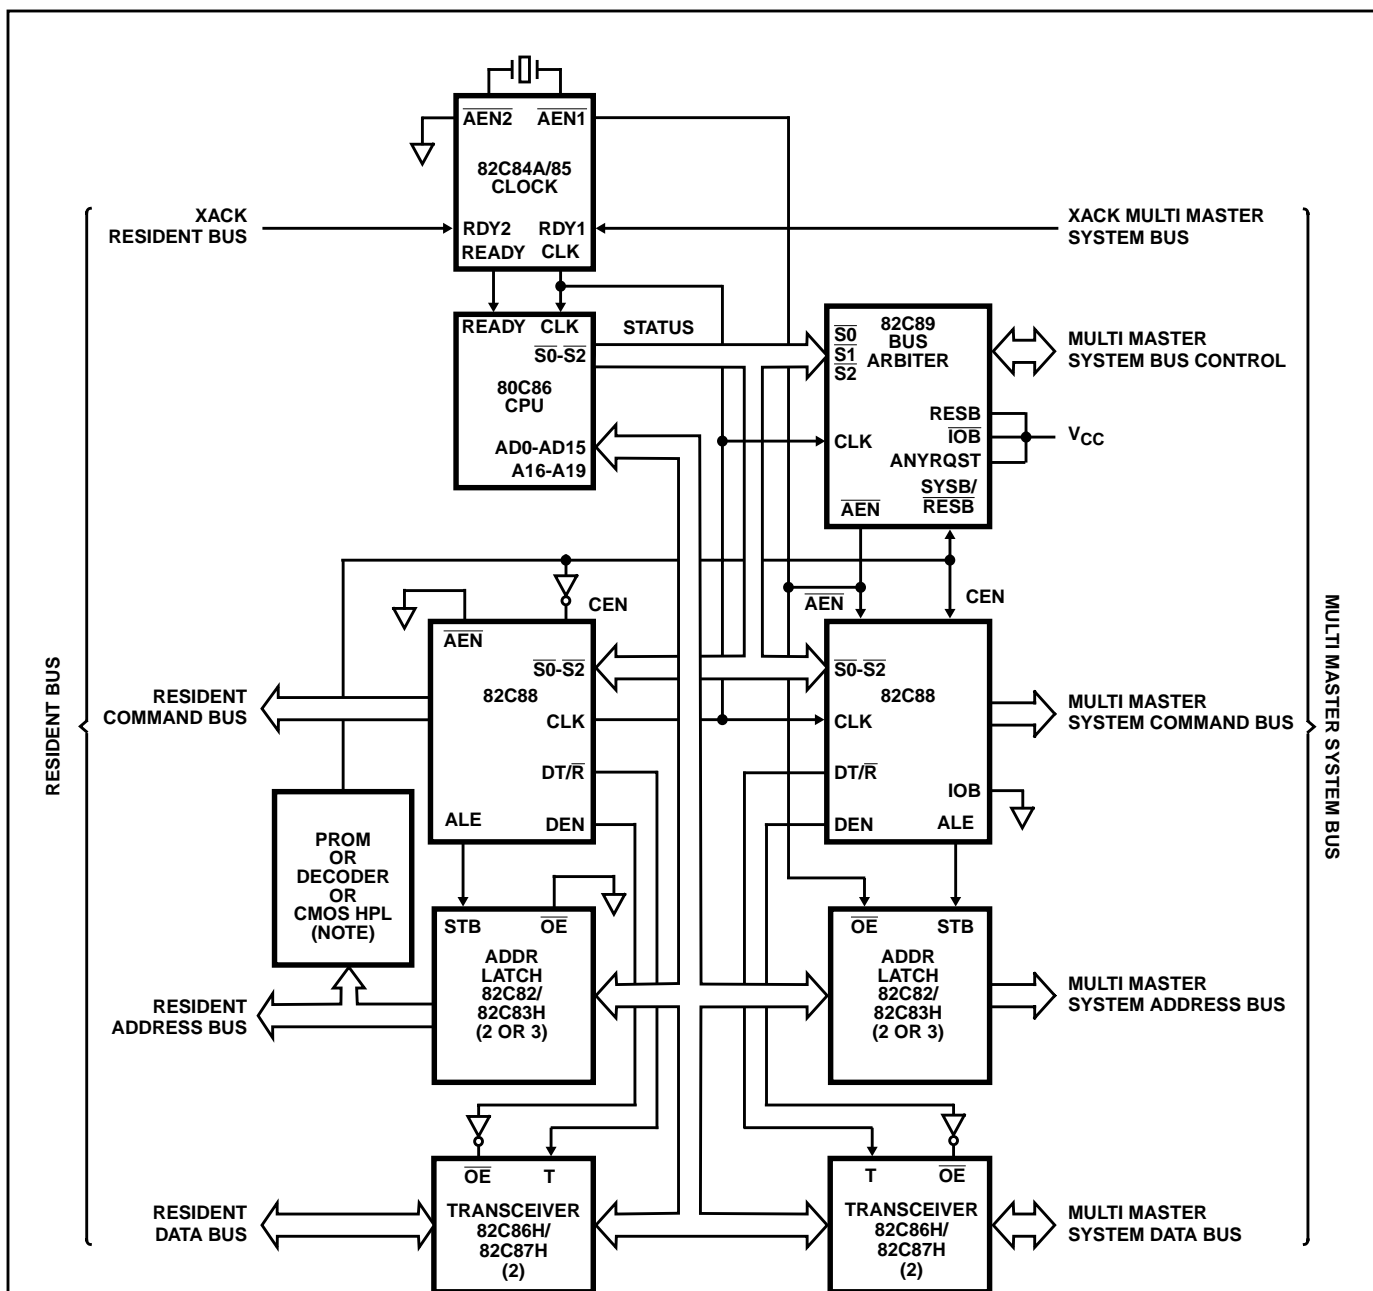 AEN2 AEN1
82C84A/85
CLOCK
RDY2 RDY1
READY CLK
XACK
RESIDENT BUS
XACK MULTI MASTER
SYSTEM BUS
READY CLK
S0-S2
80C86
CPU
AD0-AD15
A16-A19
STATUS
S0
S1
S2
82C89
BUS
ARBITER
RESB
IOB
ANYRQST
CLK
SYSB/
RESB
AEN
MULTI MASTER
SYSTEM BUS CONTROL
VCC
CEN
AEN
CEN
AEN
S0-S2
82C88
CLK
DT/R
ALE DEN
S0-S2
82C88
CLK
DT/R
IOB
DEN ALE
RESIDENT
COMMAND BUS
MULTI MASTER
SYSTEM COMMAND BUS
RESIDENT BUS
MULTI MASTER SYSTEM BUS
PROM
OR
DECODER
OR
CMOS HPL
(NOTE)
STB OE
ADDR
LATCH
82C82/
82C83H
(2 OR 3)
OE STB
ADDR
LATCH
82C82/
82C83H
(2 OR 3)
RESIDENT
ADDRESS BUS
MULTI MASTER
SYSTEM ADDRESS BUS
OE T
TRANSCEIVER
82C86H/
82C87H
(2)
T OE
TRANSCEIVER
82C86H/
82C87H
(2)
RESIDENT
DATA BUS
MULTI MASTER
SYSTEM DATA BUS